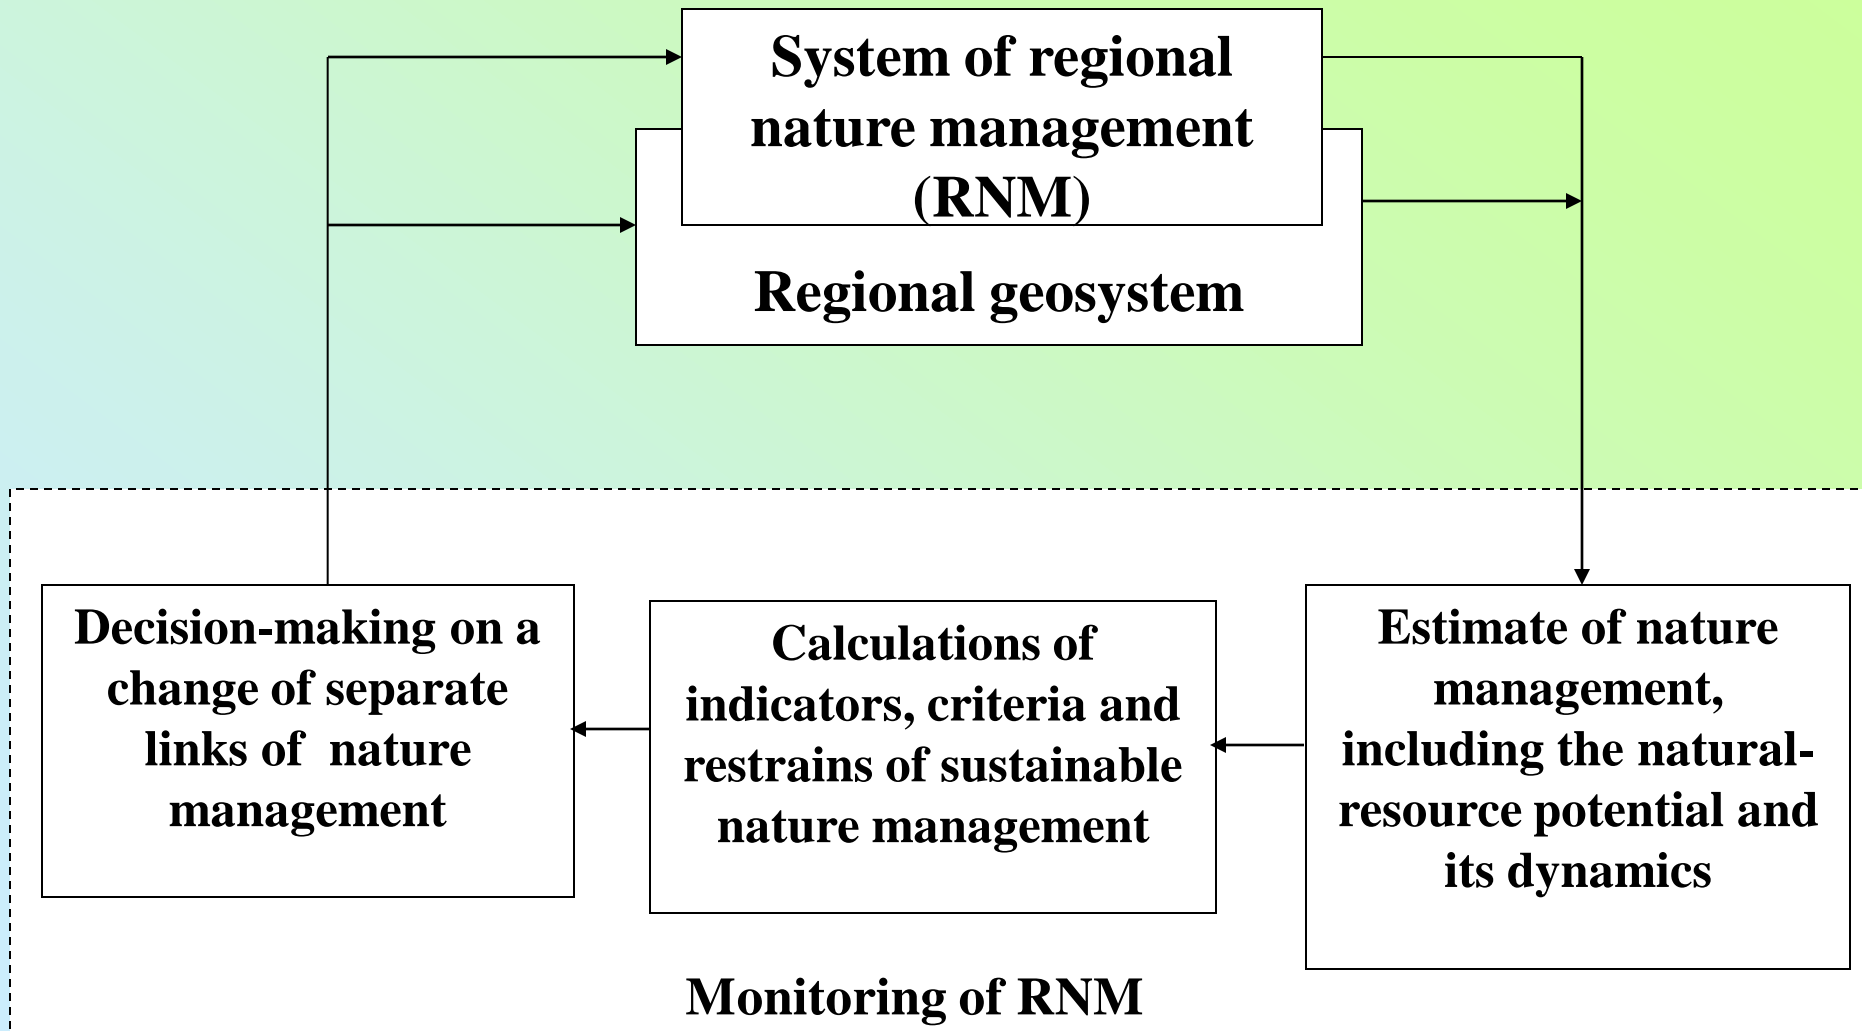 System of regional
nature management
(RNM)
Regional geosystem
Decision-making on a
change of separate
links of  nature
management
Calculations of
indicators, criteria and
restrains of sustainable
nature management
Estimate of nature
management,
including the natural-
resource potential and
its dynamics
Monitoring of RNM